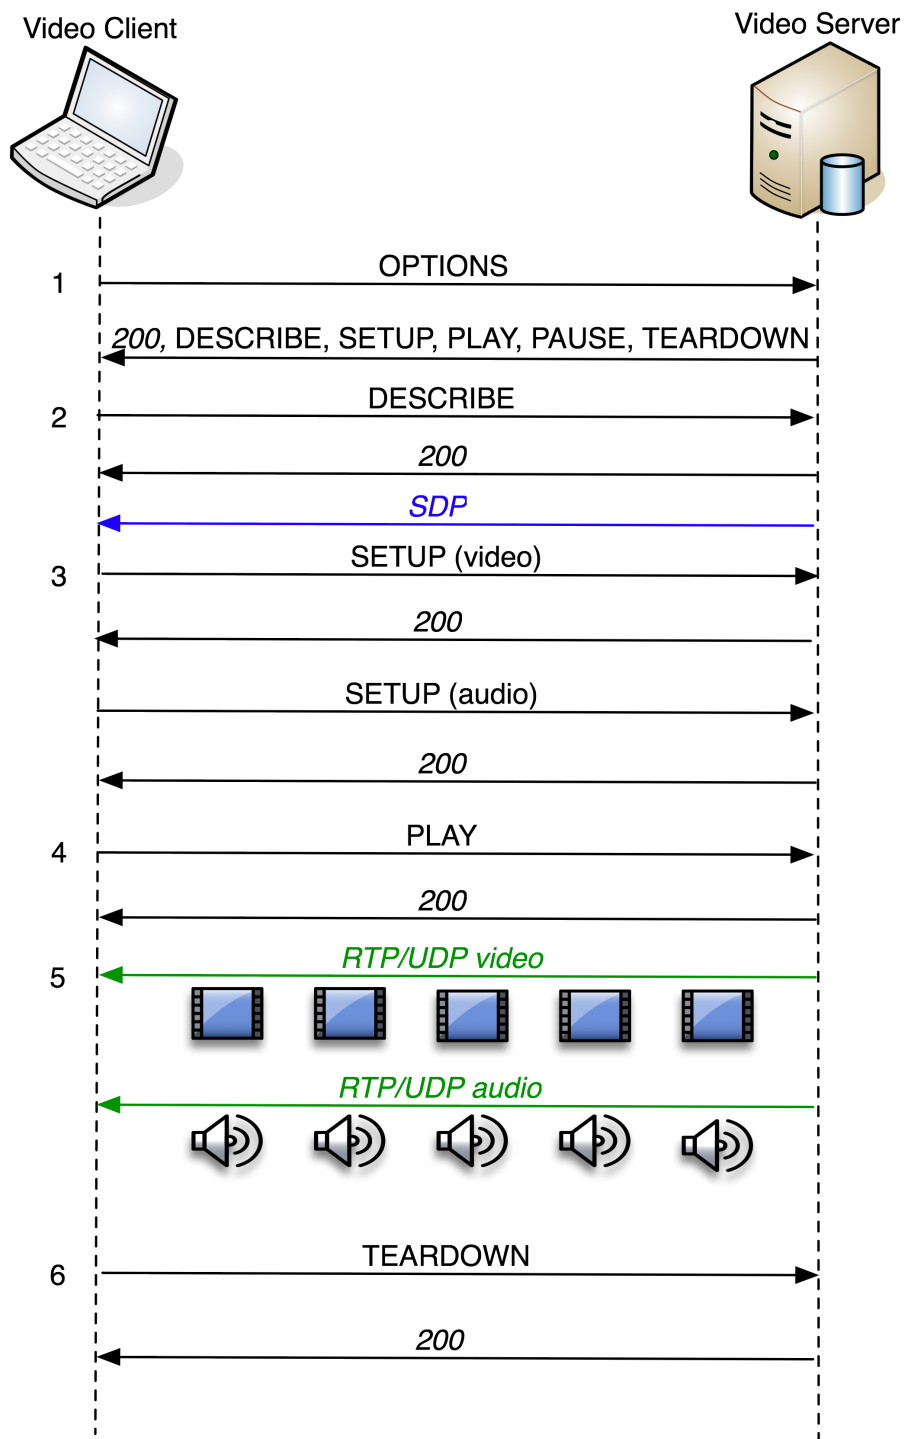 Video Client
Video Server
1
OPTIONS
200, DESCRIBE, SETUP, PLAY, PAUSE, TEARDOWN
2
DESCRIBE
200
SDP
3
SETUP (video)
200
SETUP (audio)
200
4
PLAY
200
5
RTP/UDP video
RTP/UDP audio
6
TEARDOWN
200